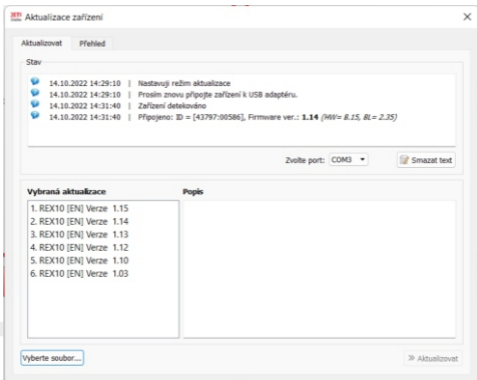 JETI
Aktualizace zařízení
Aktualizovat Přehled
Stav
14.10.2022 14:29:10 | Nastavuji režim aktualizace
14.10.2022 14:29:10 | Prosím znovu připojte zařízení k USB adaptéru.
14.10.2022 14:31:40 | Zařízení detekováno
14.10.2022 14:31:40 | Připojeno: ID = [43797:00586], Firmware ver.: 1.14 (HW= 8.15, BL= 2.35)
Zvolte port: COM3 Smazat text
Vybraná aktualizace Popis
1. REX10 [EN] Verze 1.15
2. REX10 [EN] Verze 1.14
3. REX10 [EN] Verze 1.13
4. REX10 [EN] Verze 1.12
5. REX10 [EN] Verze 1.10
6. REX10 [EN] Verze 1.03
Vyberte soubor... Aktualizovat